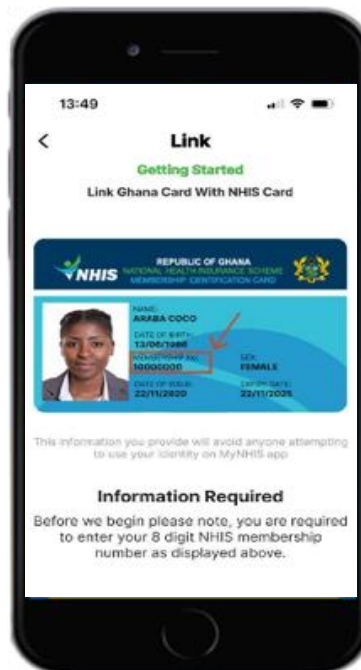 13:49
Link
Getting Started
Link Ghana Card With NHIS Card
NHIS
REPUBLIC OF GHANA
NATIONAL HEALTH INSURANCE SCHEME
MEMBERSHIP IDENTIFICATION CARD
NAME:
ARABA COCO
DATE OF BIRTH:
13/06/1988
MEMBERSHIP NO:
10000000
SEX:
FEMALE
DATE OF ISSUE:
22/11/2020
EXPIRY DATE:
22/11/2025
This information you provide will avoid anyone attempting
to use your identity on MyNHIS app
Information Required
Before we begin please note, you are required
to enter your 8 digit NHIS membership
number as displayed above.